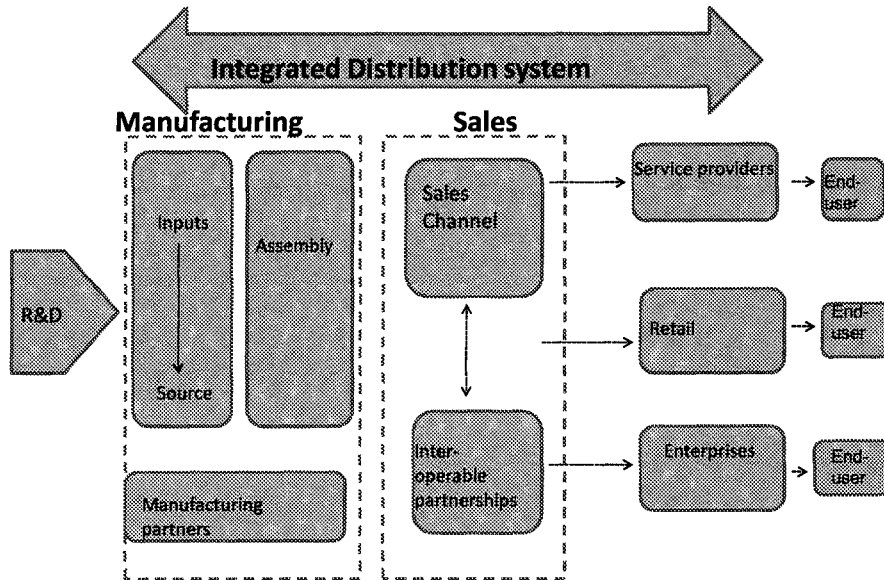 Integrated Distribution system
Manufacturing
Sales
R&D
Inputs
Source
Assembly
Manufacturing
partners
Sales
Channel
Inter-
operable
partnerships
Service providers
End-
user
Retail
End-
user
Enterprises
End-
user